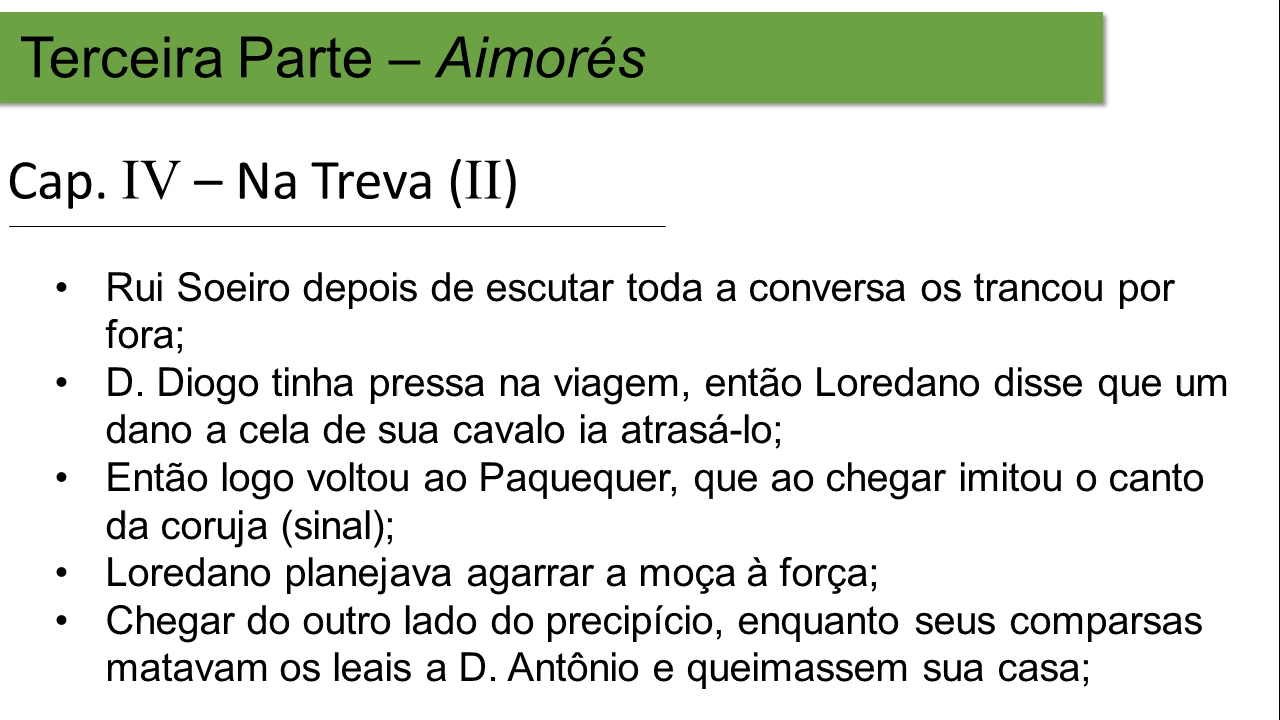 Terceira Parte – Aimorés
Cap. IV – Na Treva (II)
• Rui Soeiro depois de escutar toda a conversa os trancou por
fora;
• D. Diogo tinha pressa na viagem, então Loredano disse que um
dano a cela de sua cavalo ia atrasá-lo;
• Então logo voltou ao Paquequer, que ao chegar imitou o canto
da coruja (sinal);
• Loredano planejava agarrar a moça à força;
• Chegar do outro lado do precipício, enquanto seus comparsas
matavam os leais a D. Antônio e queimassem sua casa;